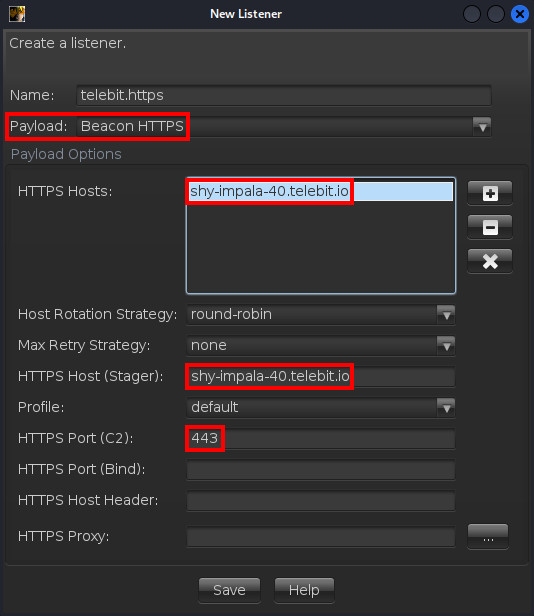 New Listener
Create a listener.
Name: telebit.https
Payload: Beacon HTTPS
Payload Options
HTTPS Hosts: shy-impala-40.telebit.io
Host Rotation Strategy: round-robin
Max Retry Strategy: none
HTTPS Host (Stager): shy-impala-40.telebit.io
Profile: default
HTTPS Port (C2): 443
HTTPS Port (Bind):
HTTPS Host Header:
HTTPS Proxy: ...
Save Help